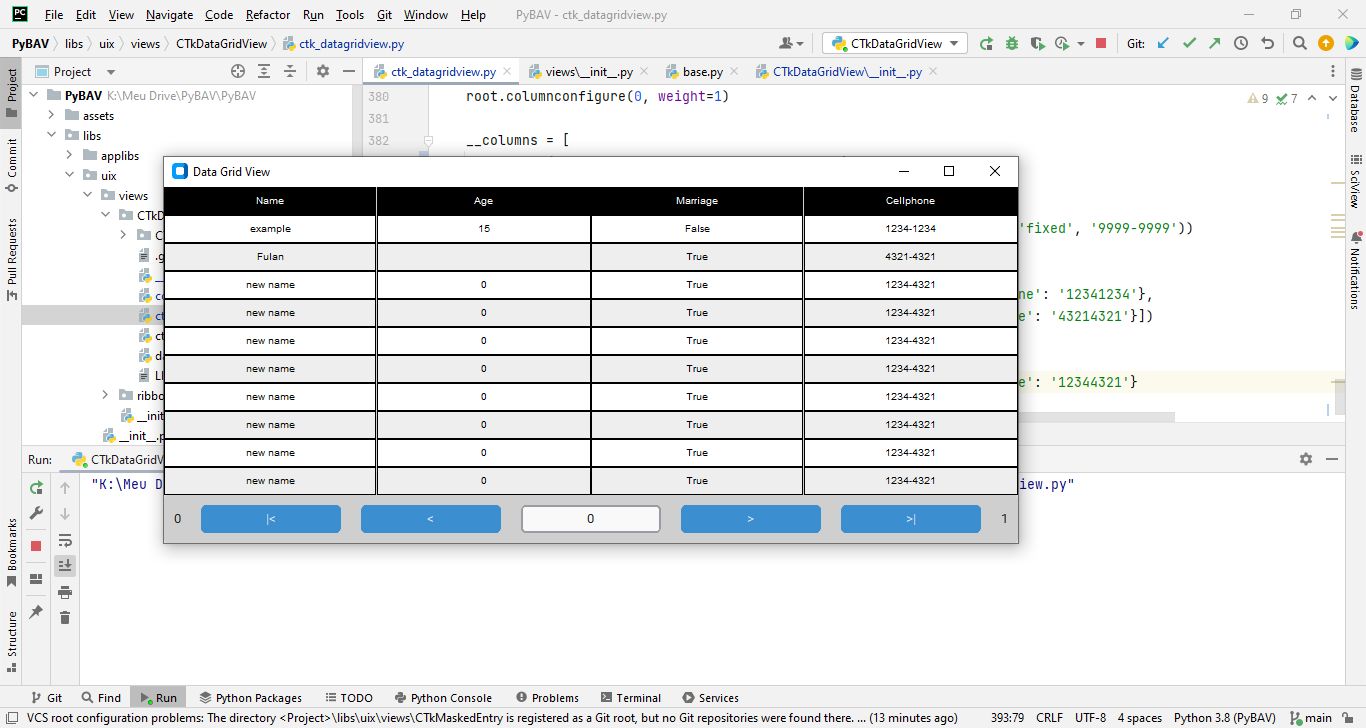 PC File Edit View Navigate Code Refactor Run Tools Git Window Help PyBAV - ctk_datagridview.py
PyBAV libs uix views CTkDataGridView ctk_datagridview.py CTkDataGridView Git:
Project ctk_datagridview.py views\__init__.py base.py CTkDataGridView\__init__.py
Project
Commit
Pull Requests
Bookmarks
Structure
PyBAV K:\Meu Drive\PyBAV\PyBAV
assets
libs
applibs
uix
views
CTkD
C
.g
__
co
ct
ct
da
LI
ribbo
__init
__init__.p
380 root.columnconfigure(0, weight=1)
381
382 __columns = [
9 7
'fixed', '9999-9999'))
ne': '12341234'},
e': '43214321'}])
e': '12344321'}
Database
SciView
Notifications
Data Grid View
Name Age Marriage Cellphone
example 15 False 1234-1234
Fulan True 4321-4321
new name 0 True 1234-4321
new name 0 True 1234-4321
new name 0 True 1234-4321
new name 0 True 1234-4321
new name 0 True 1234-4321
new name 0 True 1234-4321
new name 0 True 1234-4321
new name 0 True 1234-4321
0 |< < 0 > >| 1
Run: CTkDataGridV
"K:\Meu D iew.py"
Git Find Run Python Packages TODO Python Console Problems Terminal Services
VCS root configuration problems: The directory <Project>\libs\uix\views\CTkMaskedEntry is registered as a Git root, but no Git repositories were found there. ... (13 minutes ago) 393:79 CRLF UTF-8 4 spaces Python 3.8 (PyBAV) main